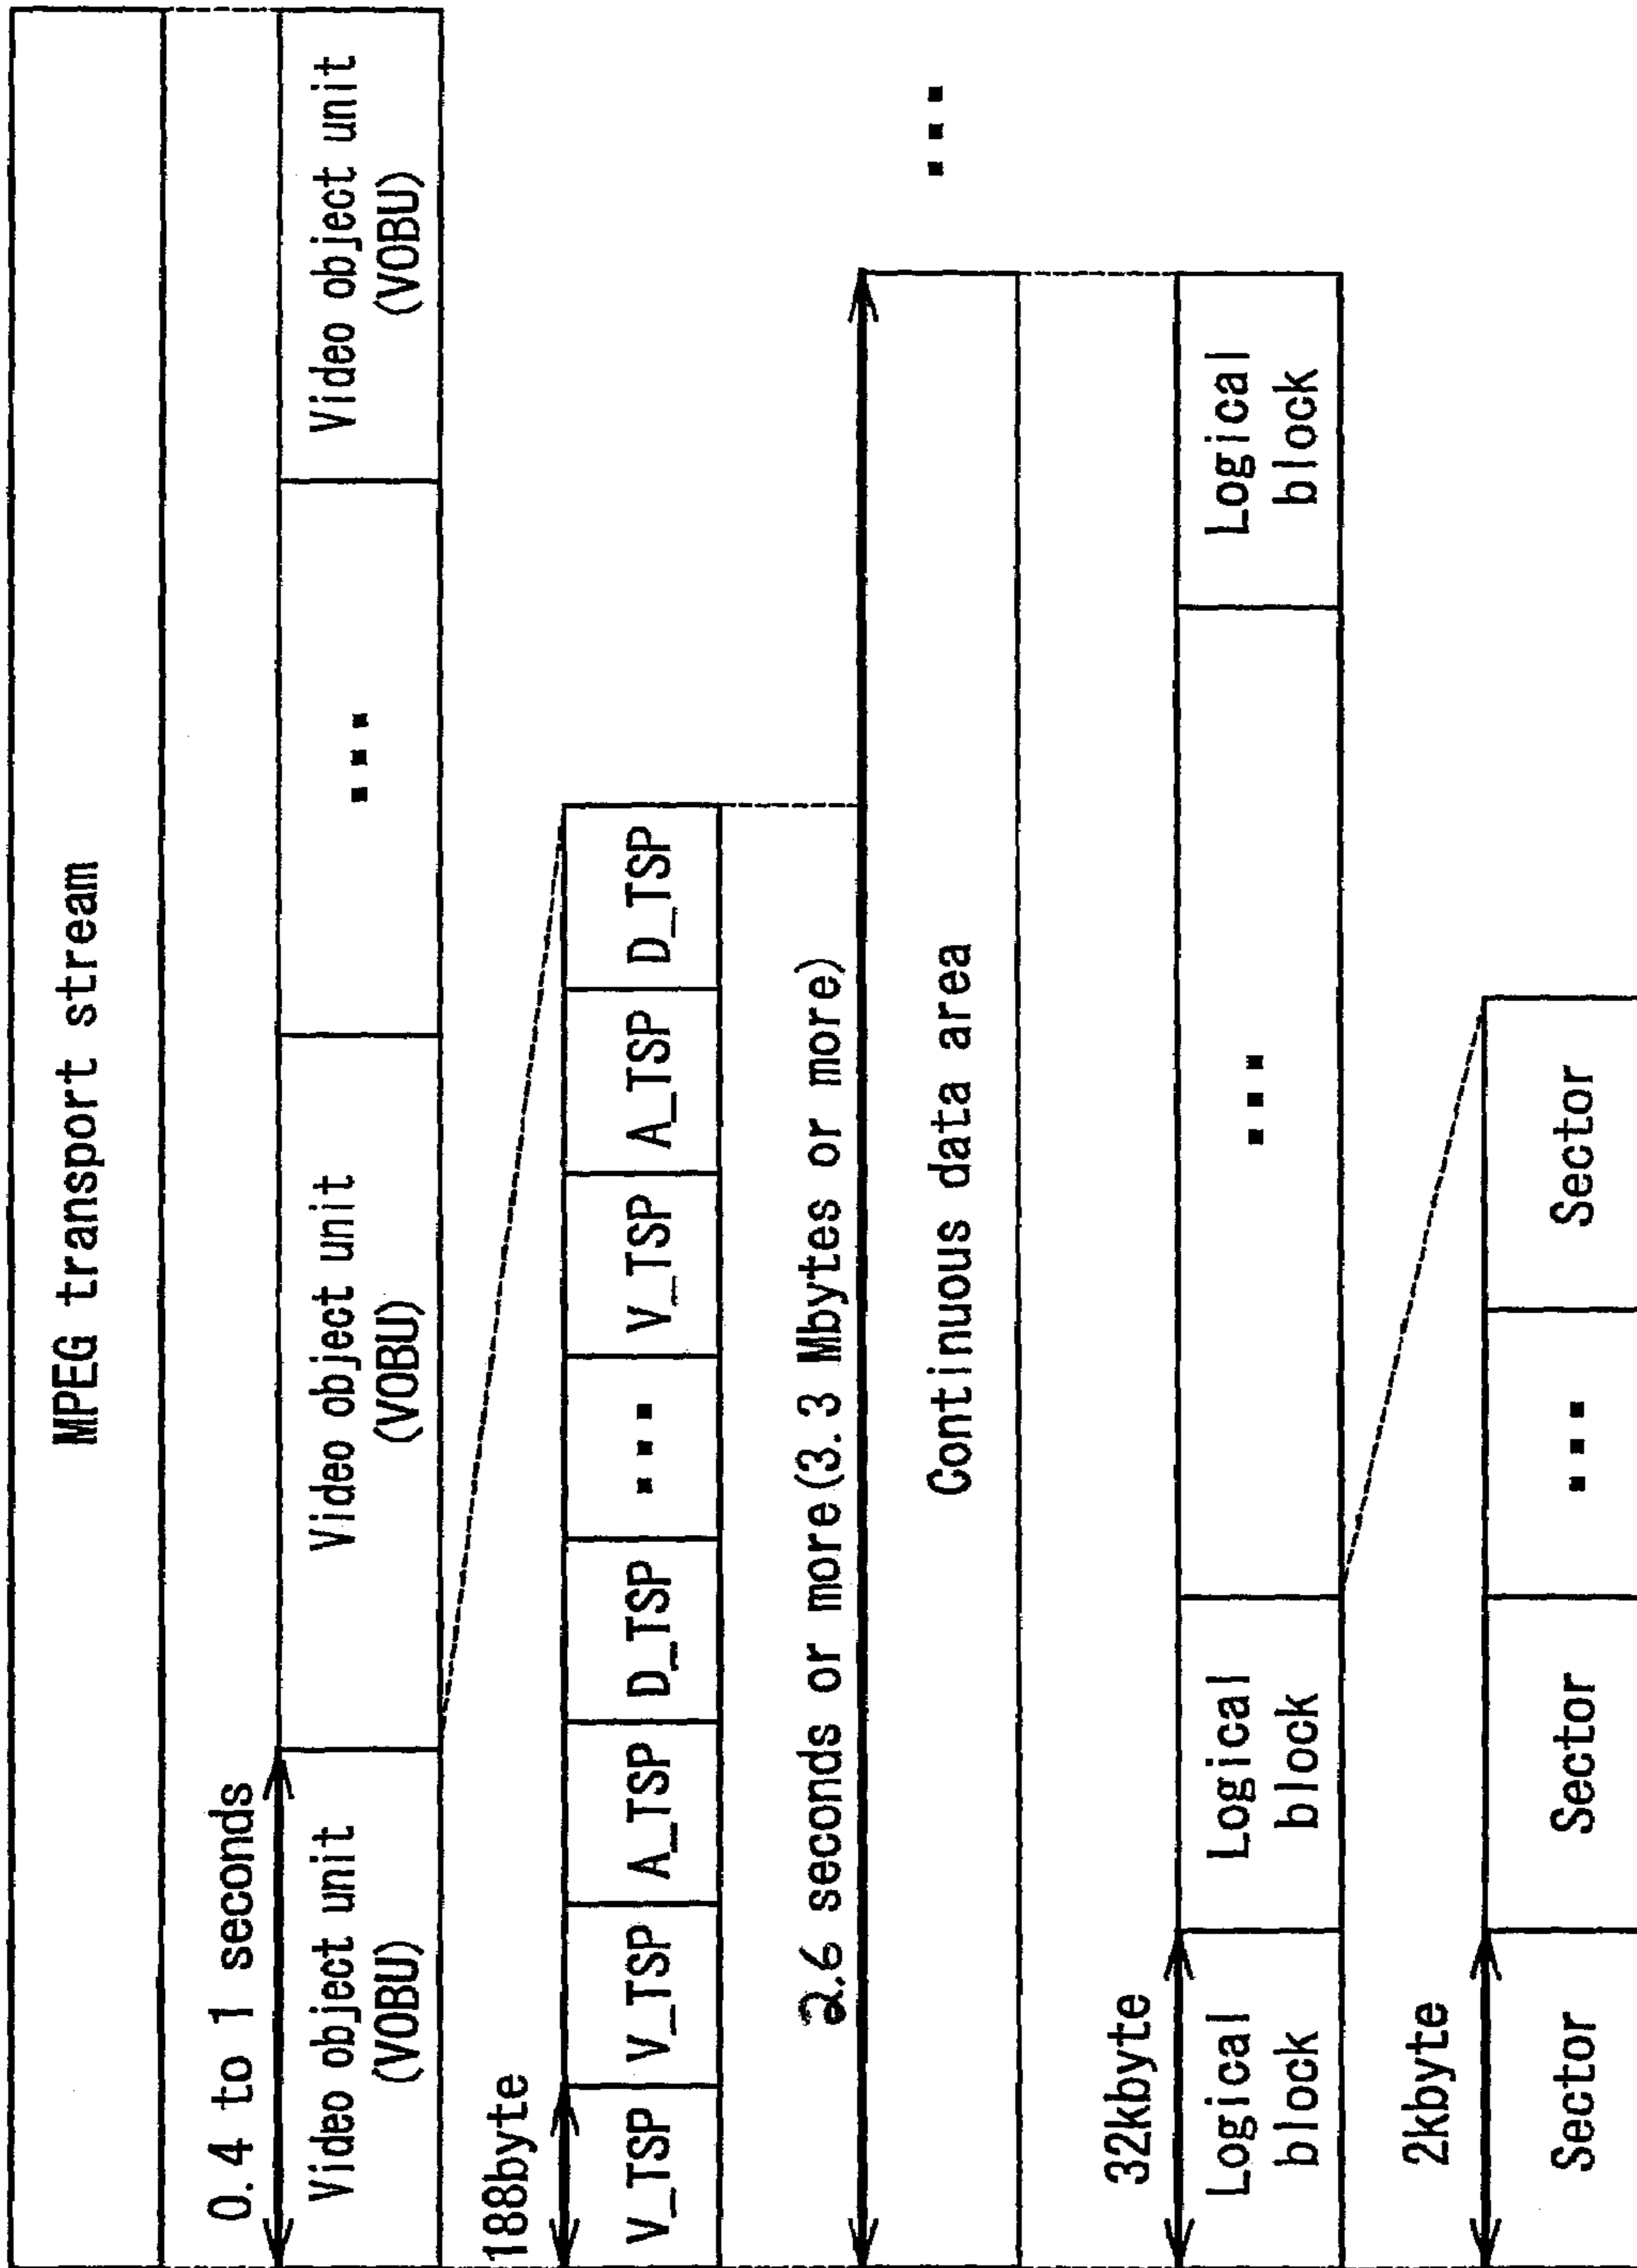 MPEG transport stream
0.4 to 1 seconds
Video object unit
(VOBU)
Video object unit
(VOBU)
...
Video object unit
(VOBU)
188byte
V_TSP V_TSP A_TSP D_TSP ... V_TSP A_TSP D_TSP
2.6 seconds or more(3.3 Mbytes or more)
Continuous data area
...
32kbyte
Logical
block
Logical
block
...
Logical
block
2kbyte
Sector Sector ... Sector